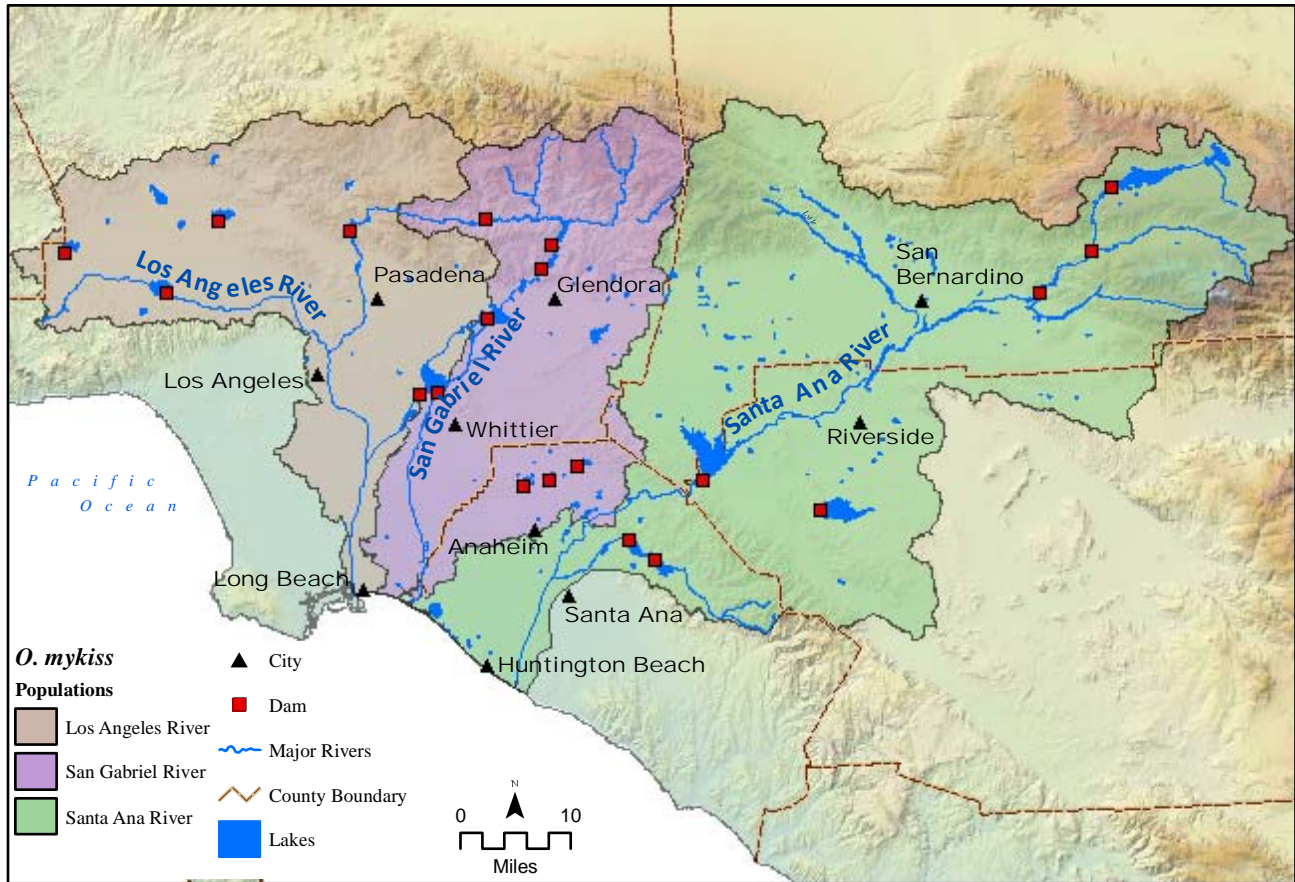 Los Angeles River
Pasadena
San Gabriel River
Glendora
San
Bernardino
Los Angeles
Whittier
Santa Ana River
Riverside
Pacific
Ocean
Anaheim
Long Beach
Santa Ana
Huntington Beach
O. mykiss
Populations
Los Angeles River
San Gabriel River
Santa Ana River
City
Dam
Major Rivers
County Boundary
Lakes
N
0 10
Miles